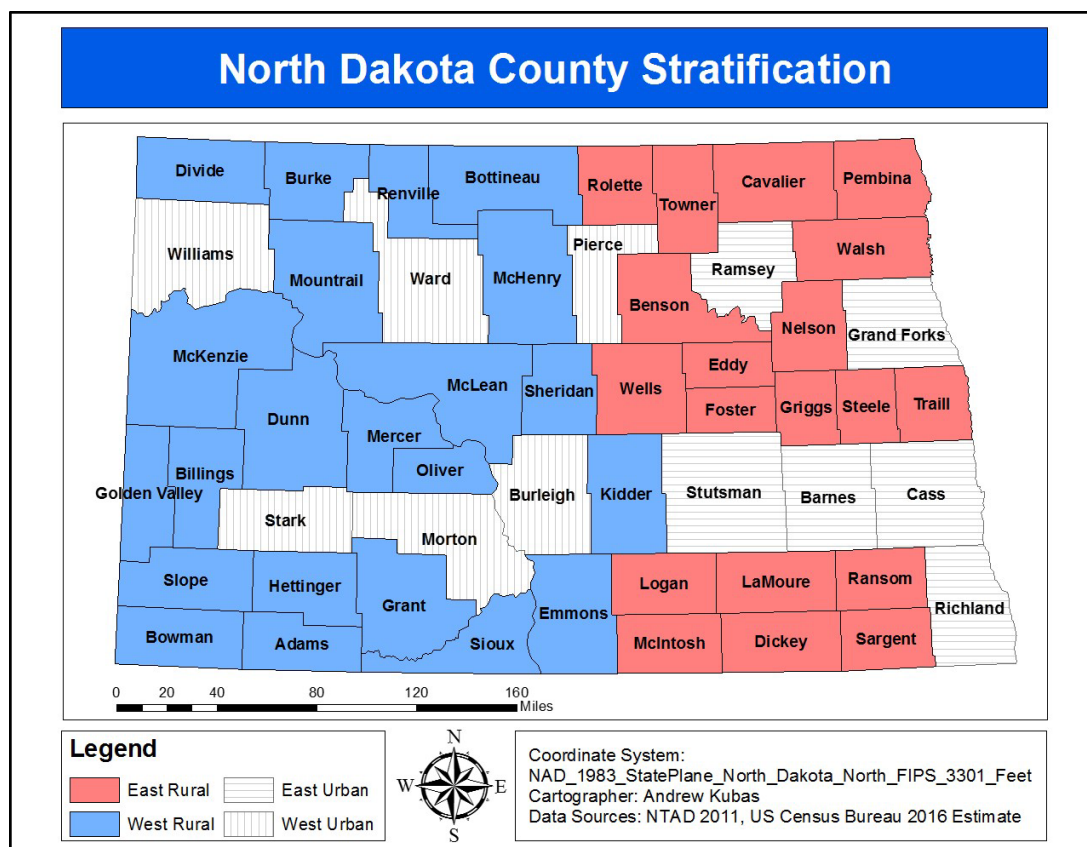 North Dakota County Stratification
Divide
Burke
Renville
Bottineau
Rolette
Towner
Cavalier
Pembina
Williams
Mountrail
Ward
McHenry
Pierce
Benson
Ramsey
Walsh
Nelson
Grand Forks
McKenzie
Dunn
McLean
Sheridan
Wells
Eddy
Foster
Griggs
Steele
Traill
Mercer
Oliver
Golden Valley
Billings
Stark
Morton
Burleigh
Kidder
Stutsman
Barnes
Cass
Slope
Hettinger
Grant
Emmons
Logan
LaMoure
Ransom
Richland
Bowman
Adams
Sioux
McIntosh
Dickey
Sargent
0 20 40 80 120 160
Miles
Legend
East Rural East Urban
West Rural West Urban
N
W E
S
Coordinate System:
NAD_1983_StatePlane_North_Dakota_North_FIPS_3301_Feet
Cartographer: Andrew Kubas
Data Sources: NTAD 2011, US Census Bureau 2016 Estimate